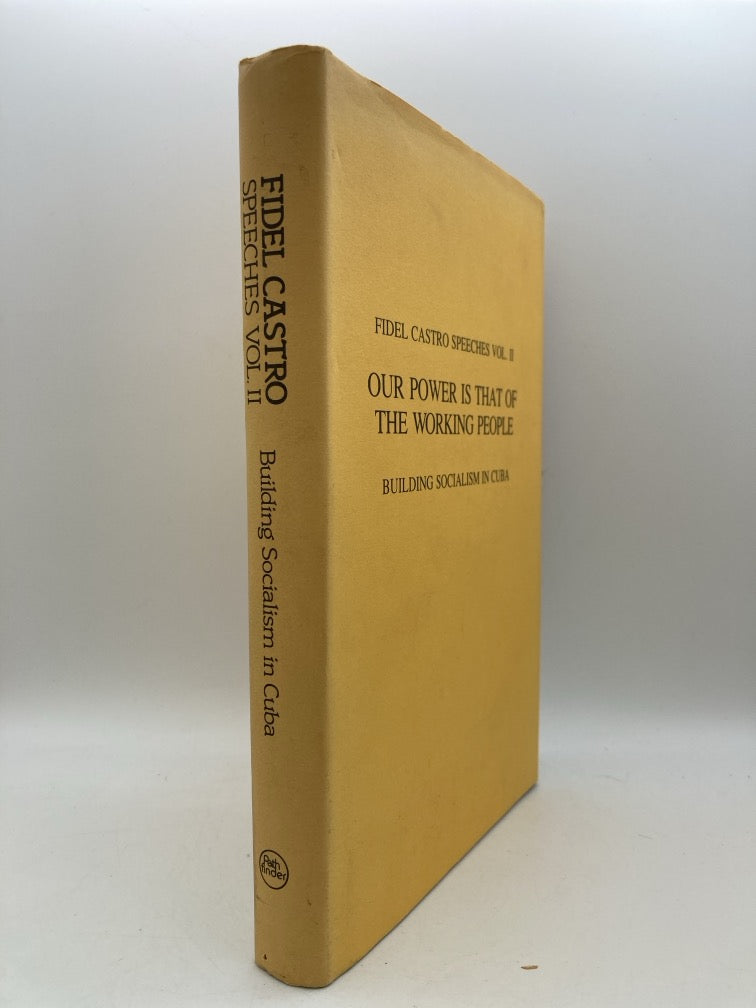 FIDEL CASTRO
SPEECHES VOL. II
Building Socialism in Cuba
Path
finder
FIDEL CASTRO SPEECHES VOL. II
OUR POWER IS THAT OF
THE WORKING PEOPLE
BUILDING SOCIALISM IN CUBA